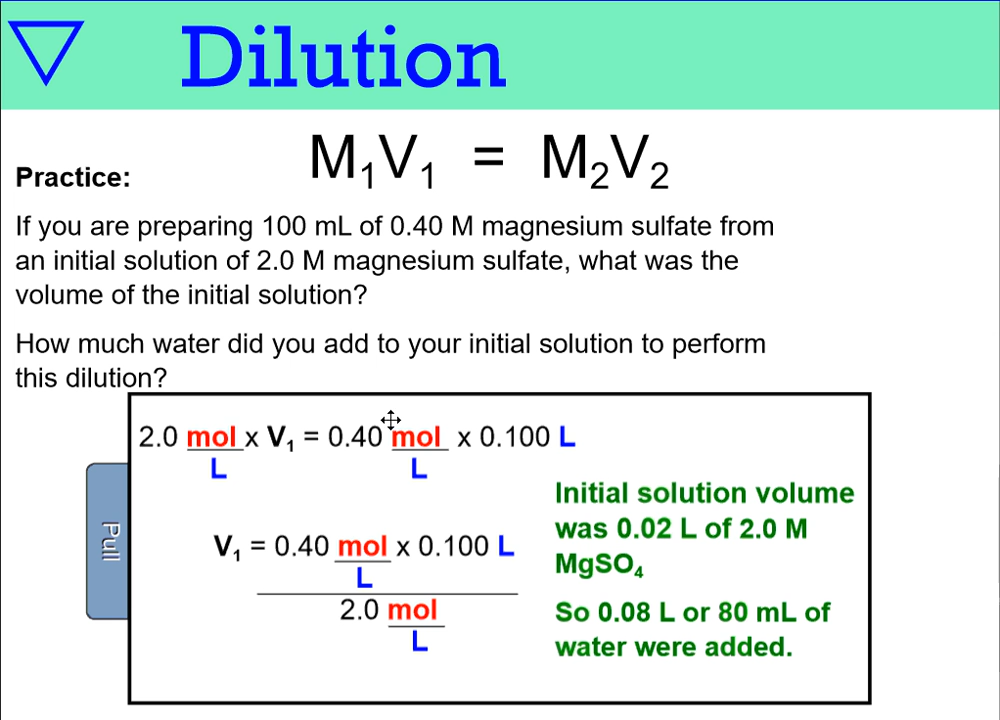 Dilution
M₁V₁ = M₂V₂
Practice:
If you are preparing 100 mL of 0.40 M magnesium sulfate from
an initial solution of 2.0 M magnesium sulfate, what was the
volume of the initial solution?
How much water did you add to your initial solution to perform
this dilution?
Pull
2.0 mol x V₁ = 0.40 mol x 0.100 L
L L
V₁ = 0.40 mol x 0.100 L
L
2.0 mol
L
Initial solution volume
was 0.02 L of 2.0 M
MgSO₄
So 0.08 L or 80 mL of
water were added.